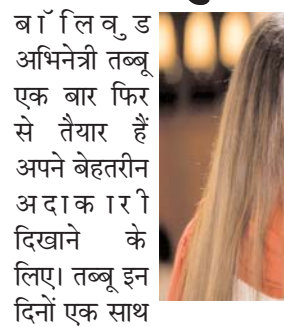 बॉलिवुड
अभिनेत्री तब्बू
एक बार फिर
से तैयार हैं
अपने बेहतरीन
अदाकारी
दिखाने के
लिए। तब्बू इन
दिनों एक साथ